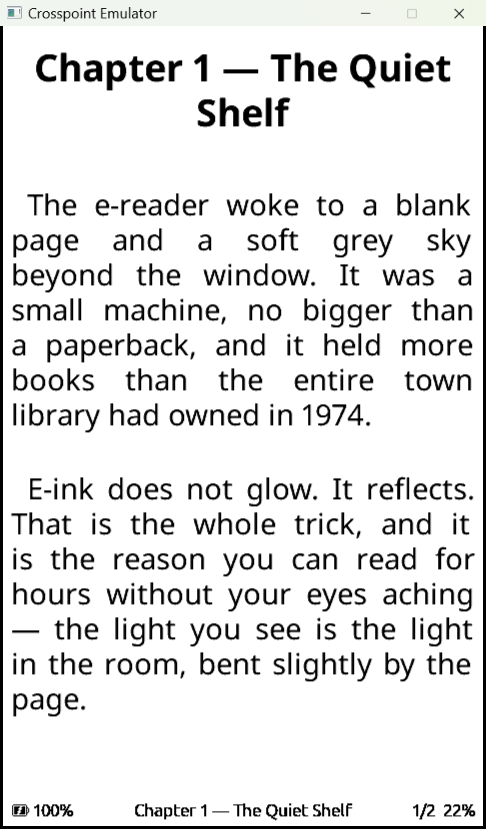 Crosspoint Emulator
Chapter 1 — The Quiet
Shelf
The e-reader woke to a blank
page and a soft grey sky
beyond the window. It was a
small machine, no bigger than
a paperback, and it held more
books than the entire town
library had owned in 1974.
E-ink does not glow. It reflects.
That is the whole trick, and it
is the reason you can read for
hours without your eyes aching
— the light you see is the light
in the room, bent slightly by the
page.
100% Chapter 1 — The Quiet Shelf 1/2 22%